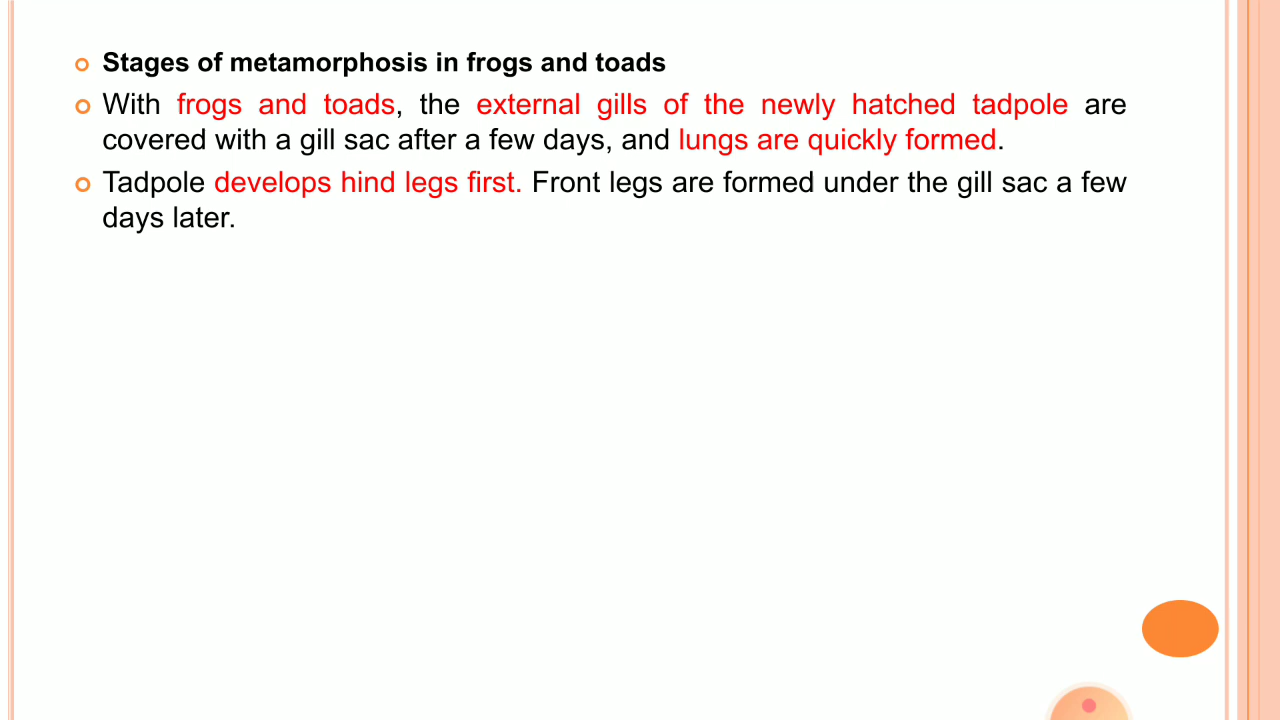 Stages of metamorphosis in frogs and toads
With frogs and toads, the external gills of the newly hatched tadpole are
covered with a gill sac after a few days, and lungs are quickly formed.
Tadpole develops hind legs first. Front legs are formed under the gill sac a few
days later.